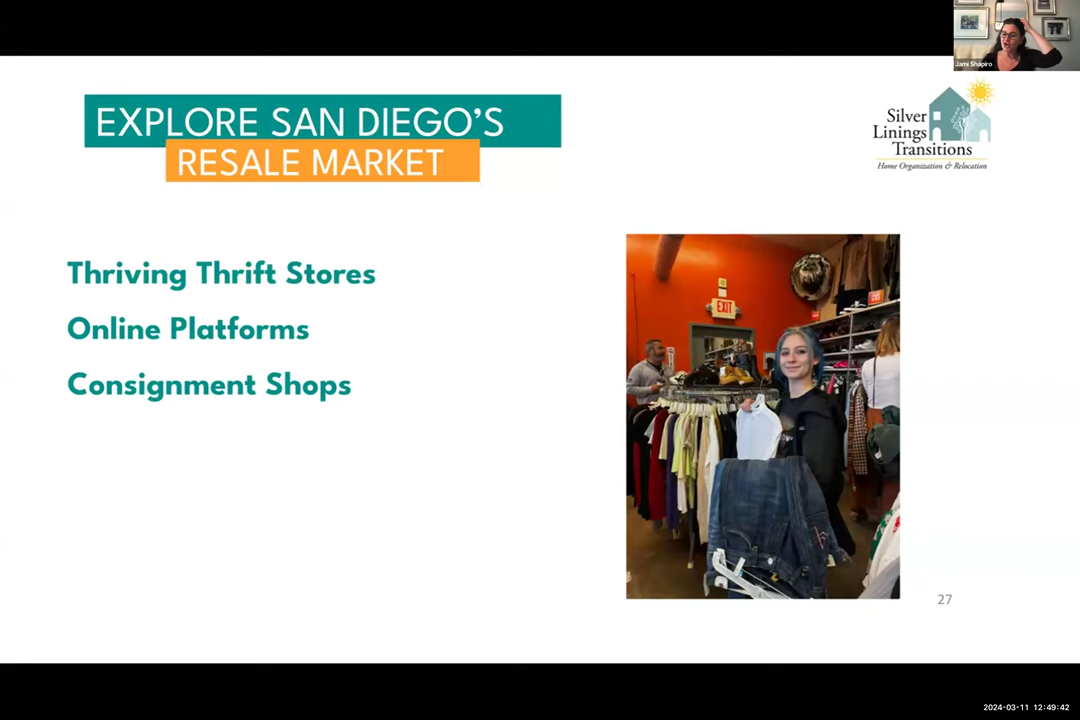 Jami Shapiro
EXPLORE SAN DIEGO'S
RESALE MARKET
Silver
Linings
Transitions
Home Organization & Relocation
Thriving Thrift Stores
Online Platforms
Consignment Shops
EXIT
27
2024-03-11 12:49:42